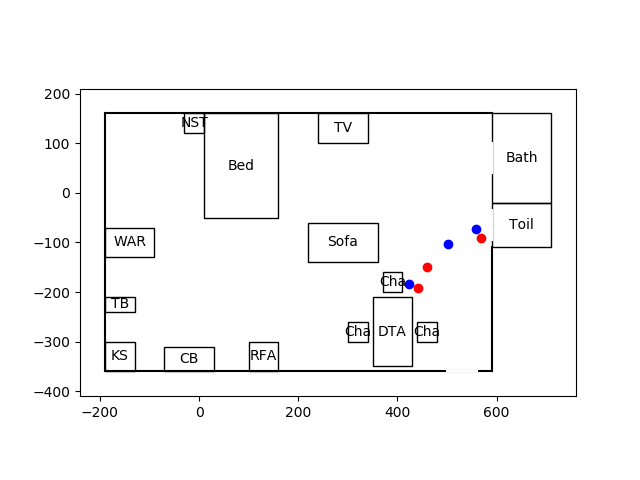 200
100
0
−100
−200
−300
−400
−200
0
200
400
600
NST
TV
Bed
Bath
Toil
WAR
Sofa
Cha
TB
Cha
DTA
Cha
KS
CB
RFA